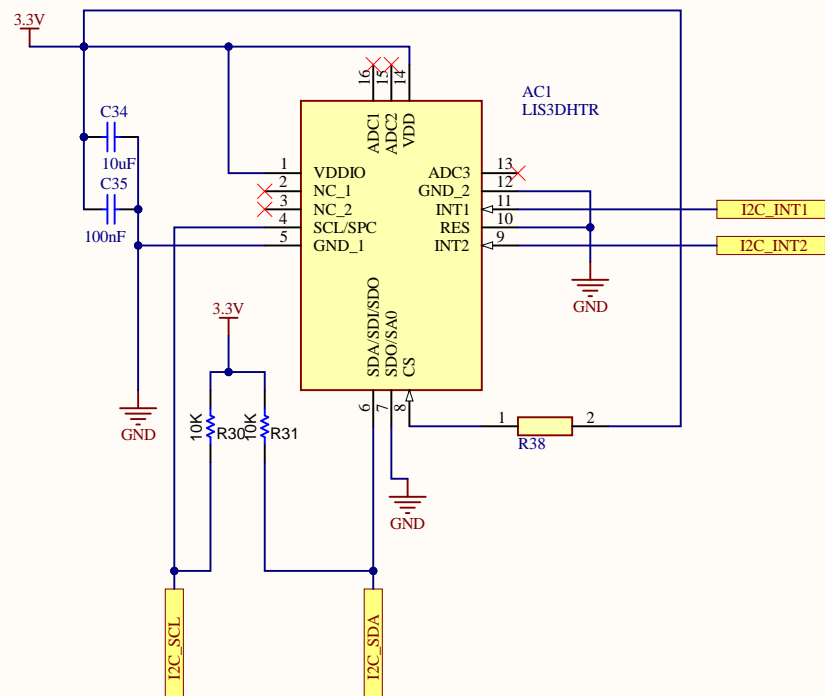 3.3V
C34
10uF
C35
100nF
GND
AC1
LIS3DHTR
16
15
14
ADC1
ADC2
VDD
1
VDDIO
2
NC_1
3
NC_2
4
SCL/SPC
5
GND_1
ADC3
13
GND_2
12
INT1
11
RES
10
INT2
9
I2C_INT1
I2C_INT2
GND
SDA/SDI/SDO
SDO/SA0
CS
6
7
8
3.3V
10K
R30
10K
R31
1
2
R38
GND
I2C_SCL
I2C_SDA